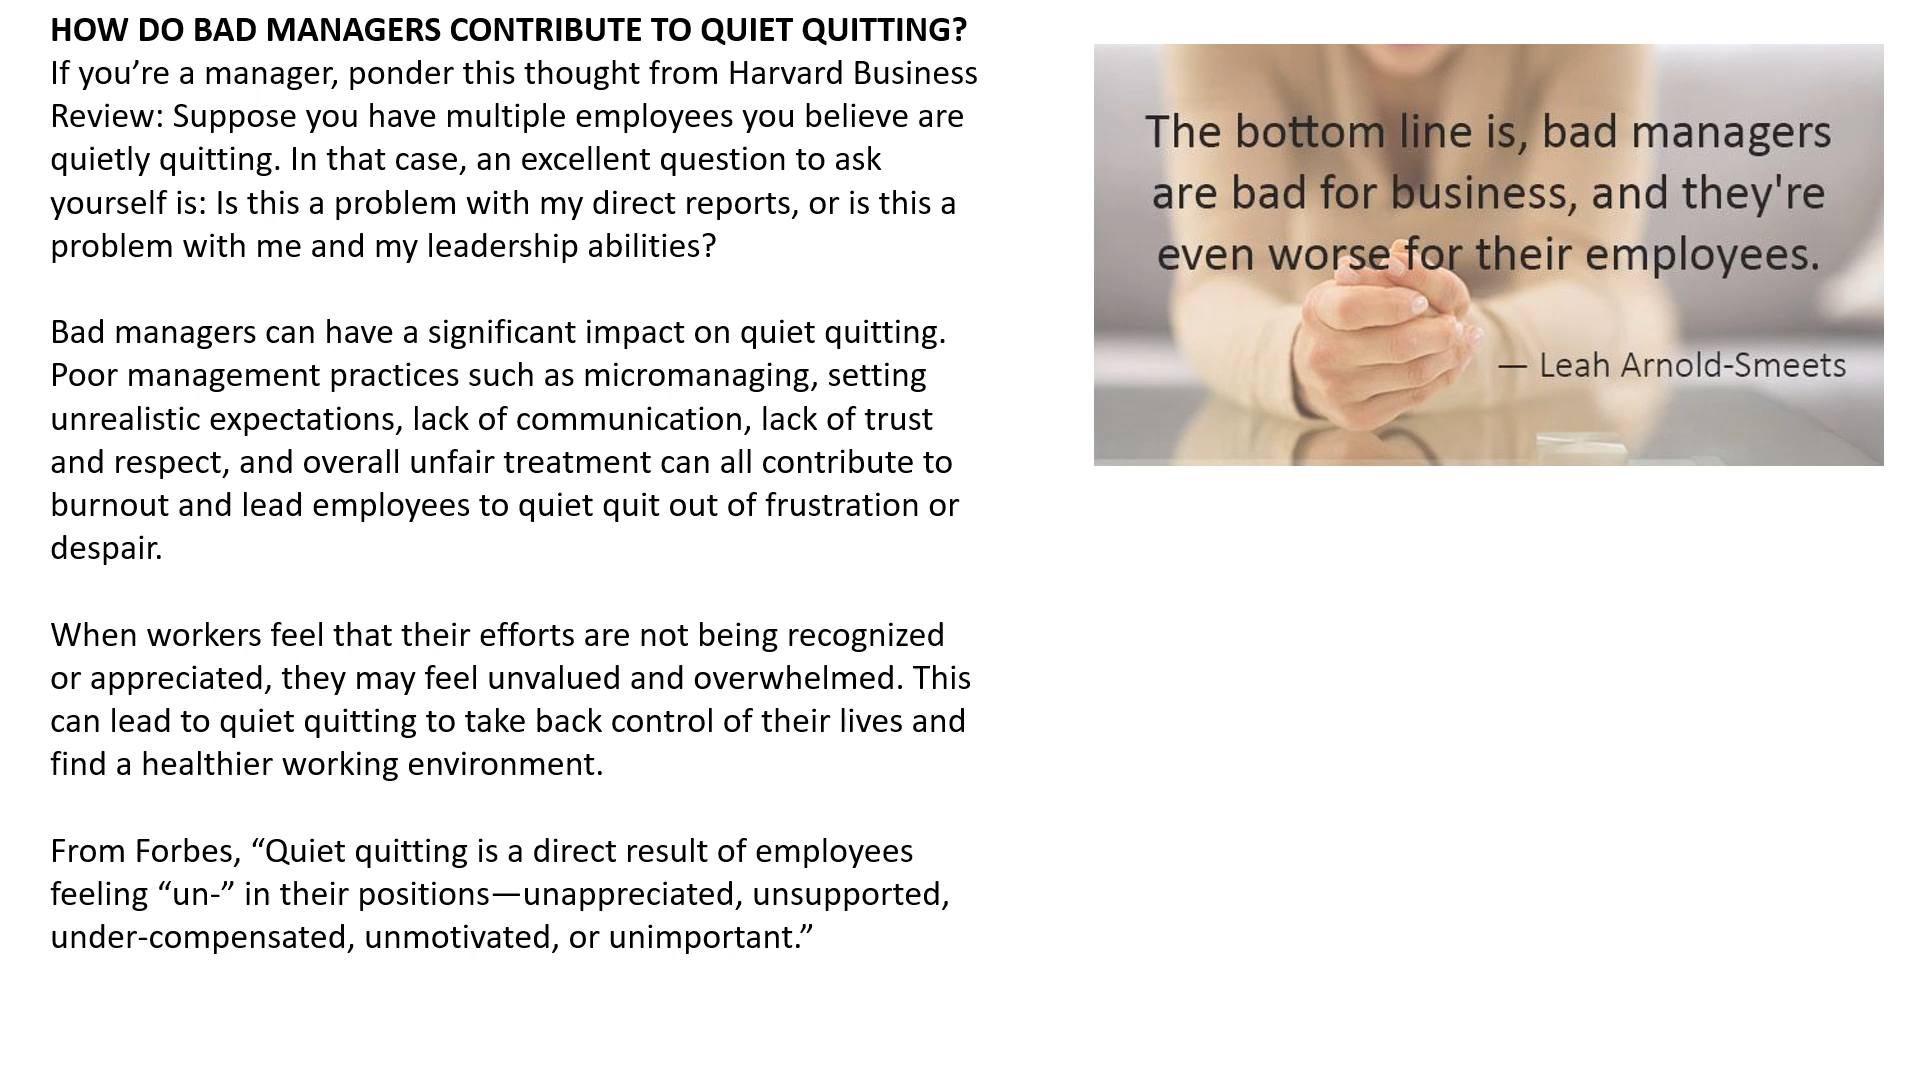 HOW DO BAD MANAGERS CONTRIBUTE TO QUIET QUITTING?
If you’re a manager, ponder this thought from Harvard Business
Review: Suppose you have multiple employees you believe are
quietly quitting. In that case, an excellent question to ask
yourself is: Is this a problem with my direct reports, or is this a
problem with me and my leadership abilities?
Bad managers can have a significant impact on quiet quitting.
Poor management practices such as micromanaging, setting
unrealistic expectations, lack of communication, lack of trust
and respect, and overall unfair treatment can all contribute to
burnout and lead employees to quiet quit out of frustration or
despair.
When workers feel that their efforts are not being recognized
or appreciated, they may feel unvalued and overwhelmed. This
can lead to quiet quitting to take back control of their lives and
find a healthier working environment.
From Forbes, “Quiet quitting is a direct result of employees
feeling “un-” in their positions—unappreciated, unsupported,
under-compensated, unmotivated, or unimportant.”
The bottom line is, bad managers
are bad for business, and they're
even worse for their employees.
— Leah Arnold-Smeets